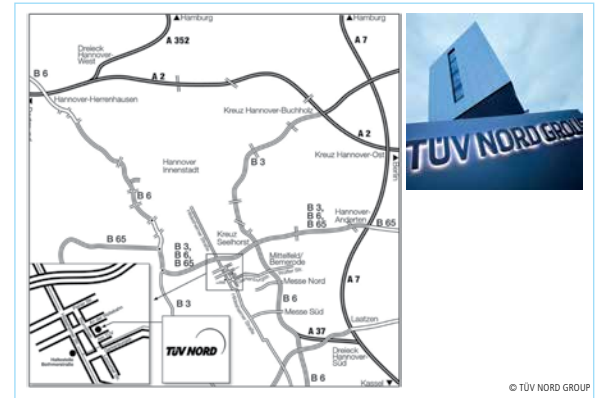 Hamburg
Hamburg
A 352
A 7
Dreieck
Hannover-
West
B 6
A 2
Hannover-Herrenhausen
Kreuz Hannover-Buchholz
A 2
Kreuz Hannover-Ost
Berlin
Hannover
Innenstadt
B 3
B 6
B 3,
B 6,
B 65
Hannover-
Anderten
B 65
B 65
Kreuz
Seelhorst
B 3,
B 6,
B 65
Mittelfeld/
Bemerode
Messe Nord
B 6
A 7
B 3
Messe Süd
Laatzen
A 37
Dreieck
Hannover-
Süd
B 6
Kassel
Haltestelle
TÜV NORD
TÜV NORD GROUP
© TÜV NORD GROUP